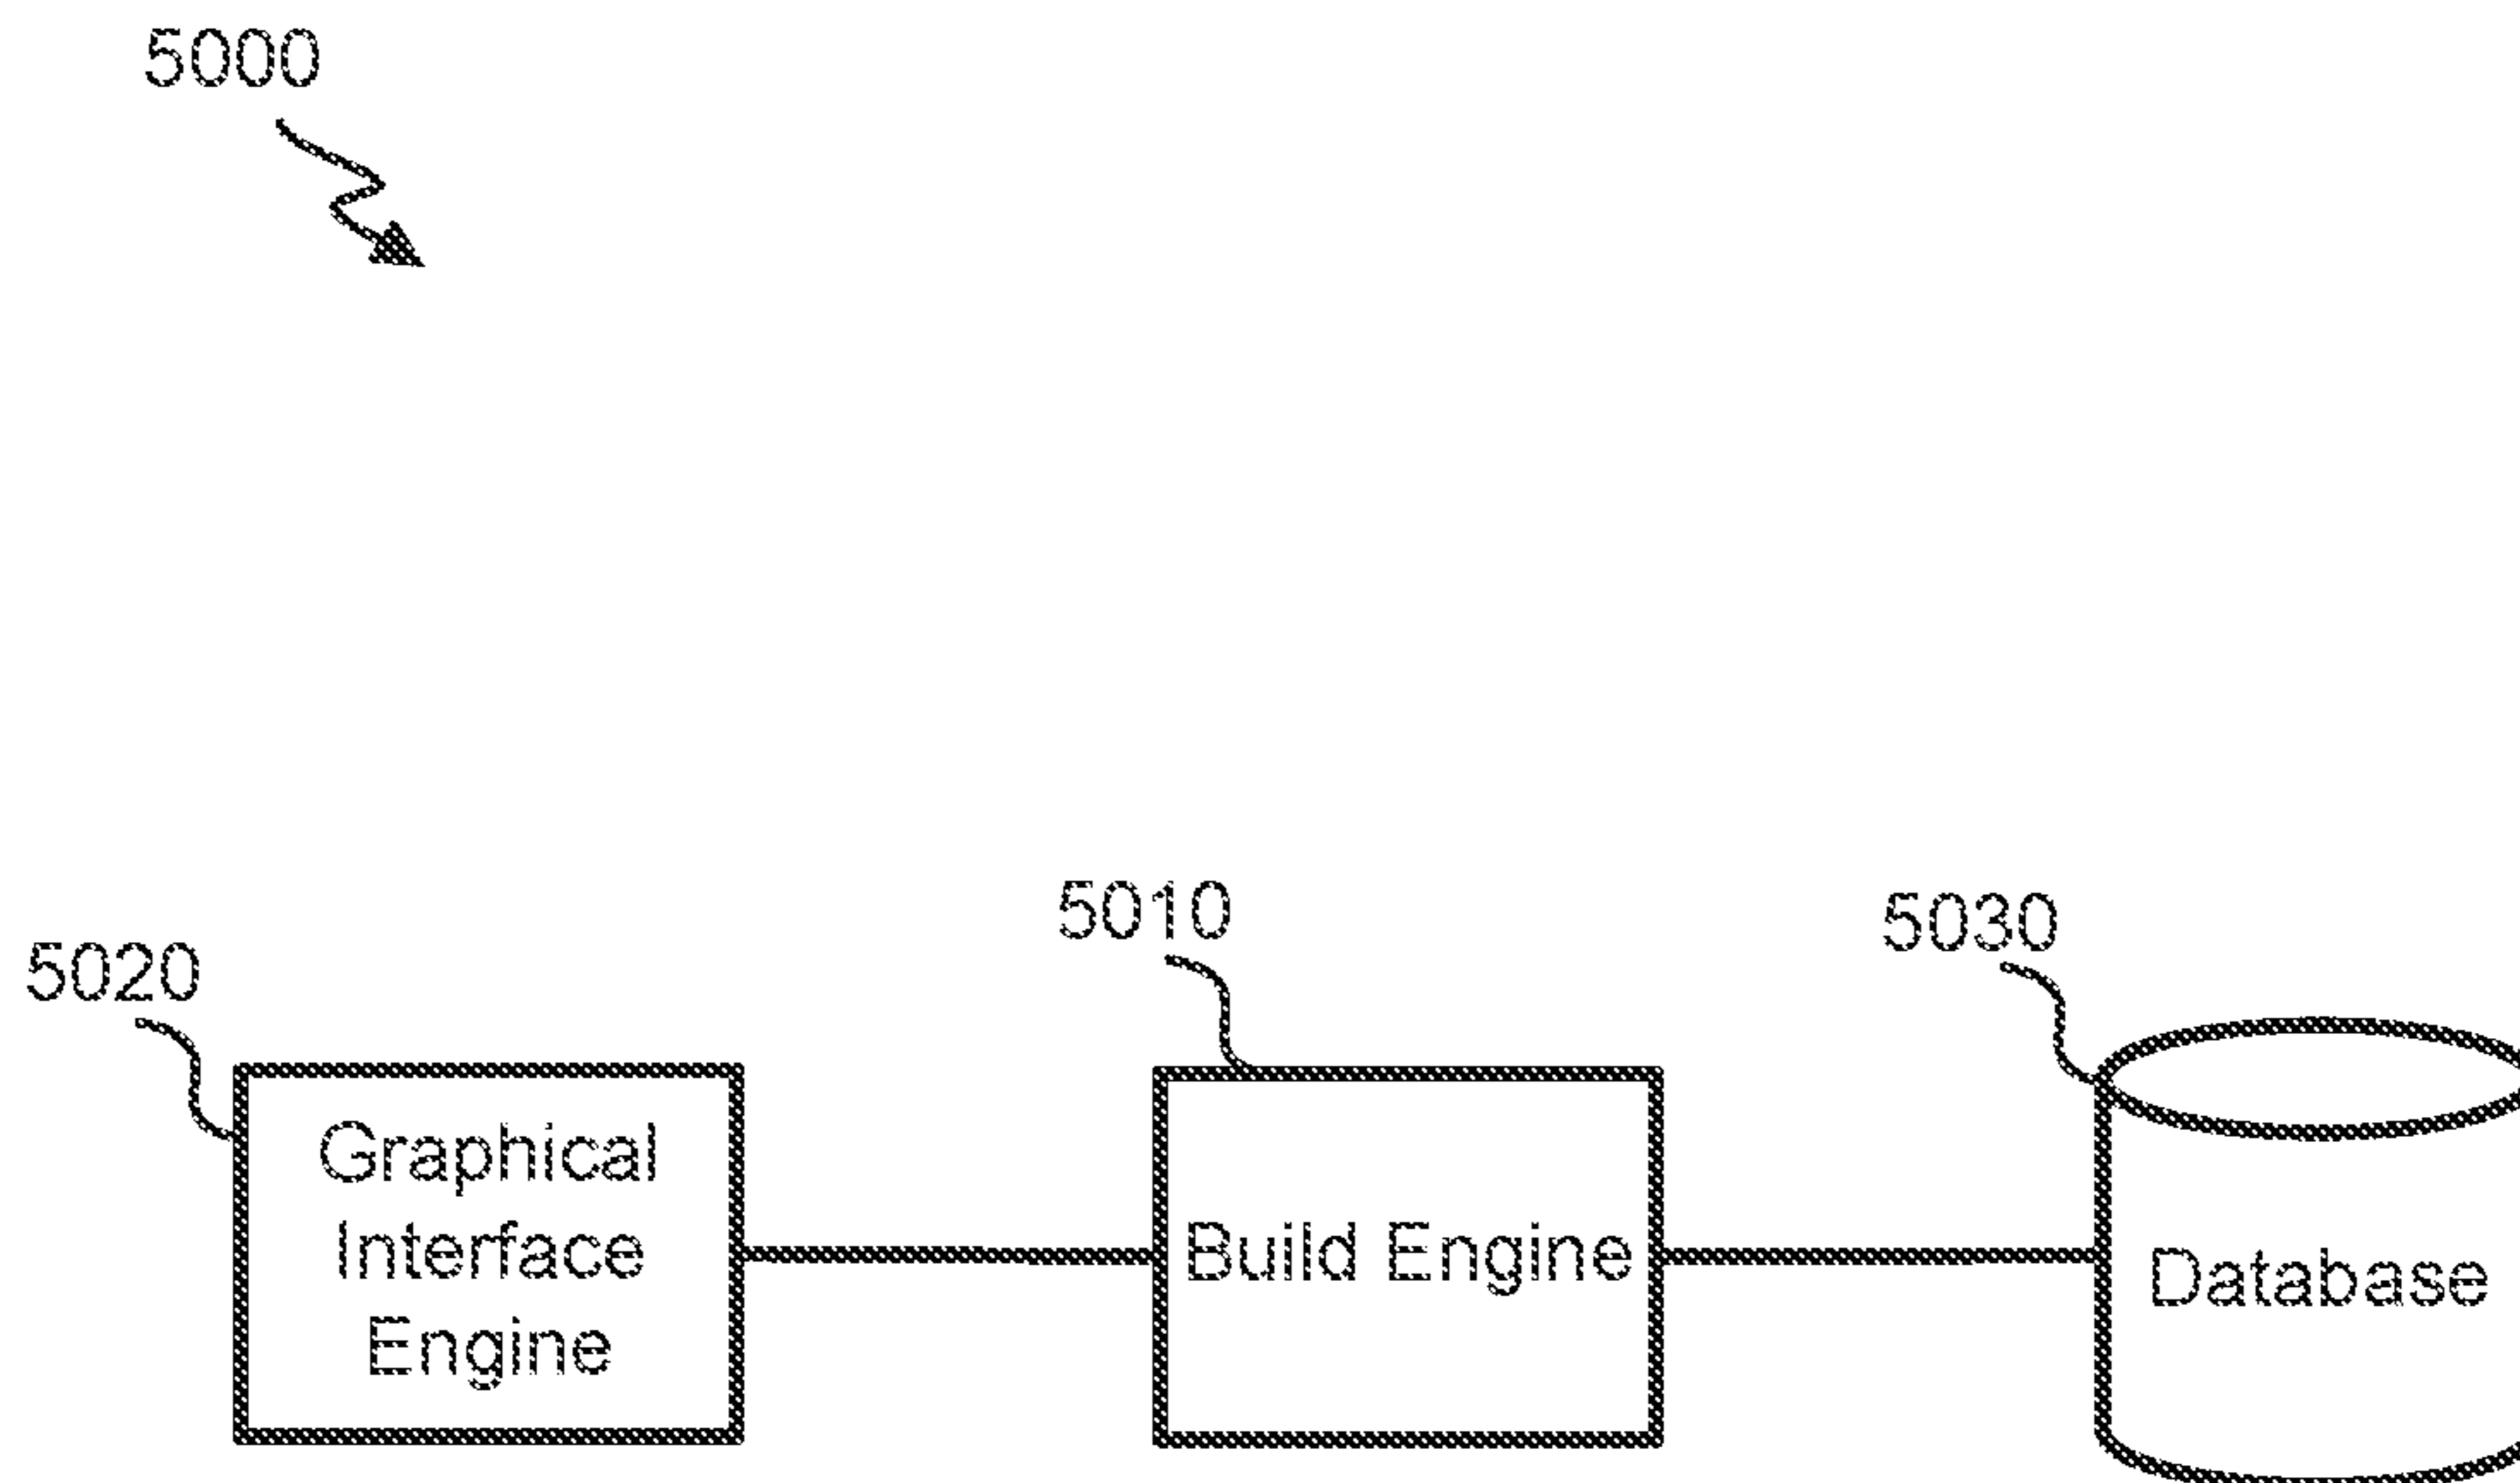 5000
5020
5010
5030
Graphical
Interface
Engine
Build Engine
Database